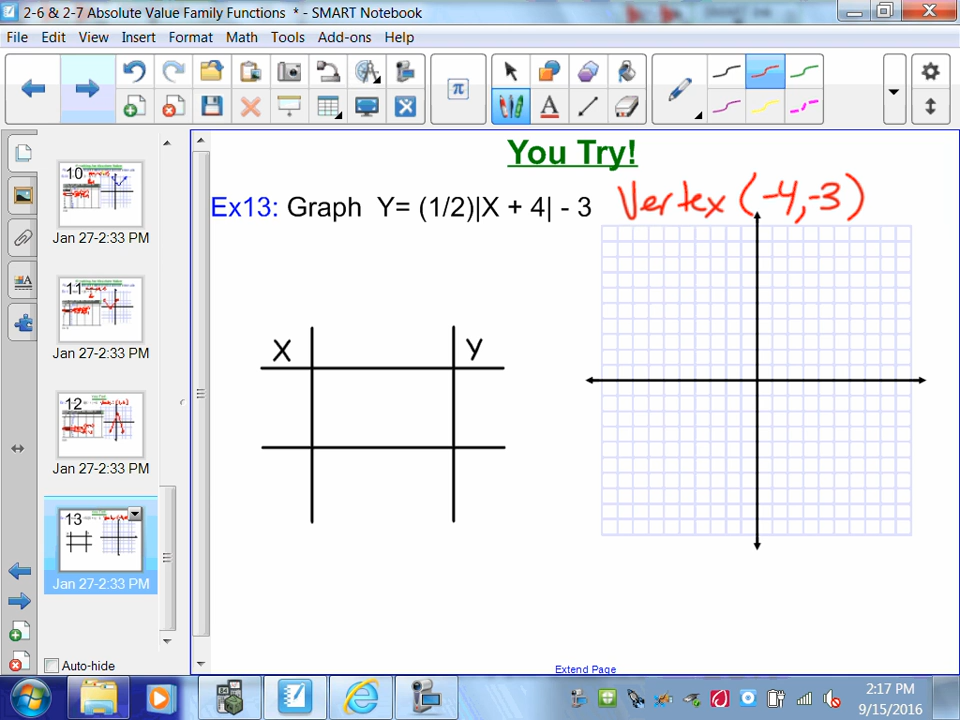 2-6 & 2-7 Absolute Value Family Functions * - SMART Notebook
File Edit View Insert Format Math Tools Add-ons Help
π
A
You Try!
Ex13: Graph Y= (1/2)|X + 4| - 3
Vertex (-4,-3)
X Y
10
Jan 27-2:33 PM
11
Jan 27-2:33 PM
12
Jan 27-2:33 PM
13
Jan 27-2:33 PM
Auto-hide
Extend Page
2:17 PM
9/15/2016